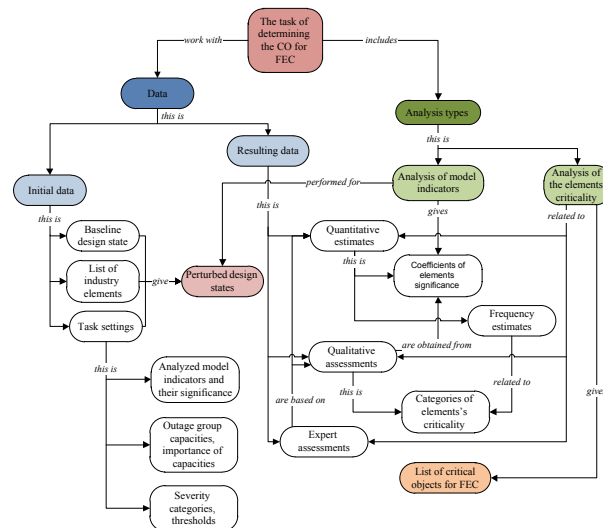 The task of
determining the CO for
FEC
work with
includes
Data
this is
Analysis types
this is
Resulting data
Initial data
Analysis of model
indicators
Analysis of
the elements
criticality
performed for
this is
this is
gives
related to
Baseline
design state
Quantitative
estimates
this is
List of
industry
elements
give
Perturbed design
states
Coefficients of
elements
significance
Task settings
Frequency
estimates
are obtained from
this is
Qualitative
assessments
Analyzed model
indicators and
their significance
this is
related to
gives
are based on
Categories of
elements's
criticality
Outage group
capacities,
importance of
capacities
Expert
assessments
List of critical
objects for FEC
Severity
categories,
thresholds